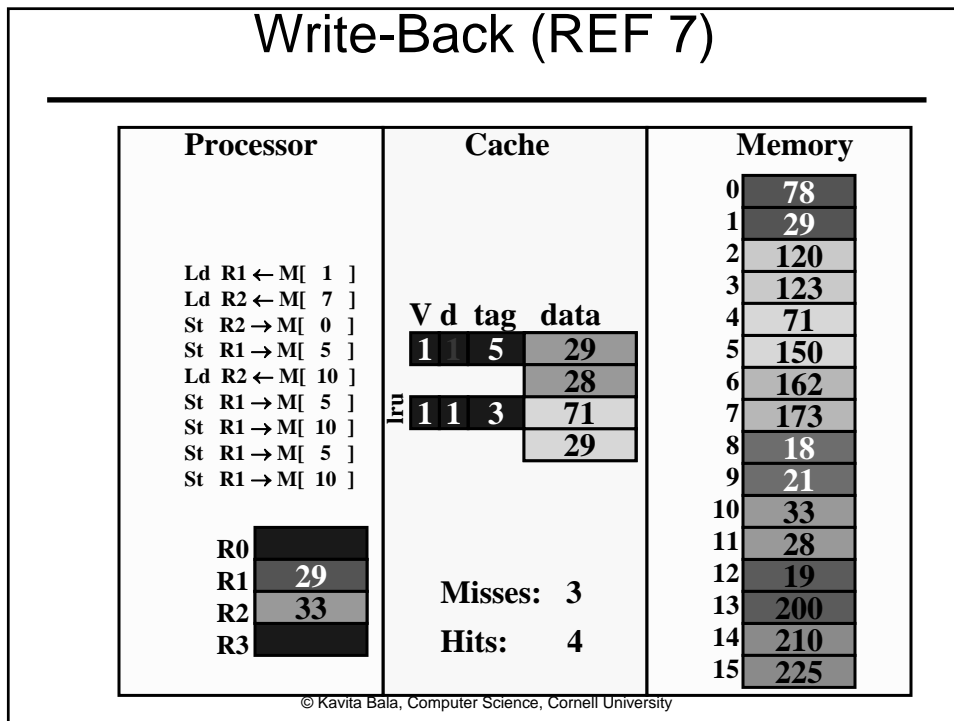 Write-Back (REF 7)
Processor
Ld R1 ← M[ 1 ]
Ld R2 ← M[ 7 ]
St R2 → M[ 0 ]
St R1 → M[ 5 ]
Ld R2 ← M[ 10 ]
St R1 → M[ 5 ]
St R1 → M[ 10 ]
St R1 → M[ 5 ]
St R1 → M[ 10 ]
R0
R1 29
R2 33
R3
Cache
V d tag data
1 1 5 29
28
lru
1 1 3 71
29
Misses: 3
Hits: 4
Memory
0 78
1 29
2 120
3 123
4 71
5 150
6 162
7 173
8 18
9 21
10 33
11 28
12 19
13 200
14 210
15 225
© Kavita Bala, Computer Science, Cornell University